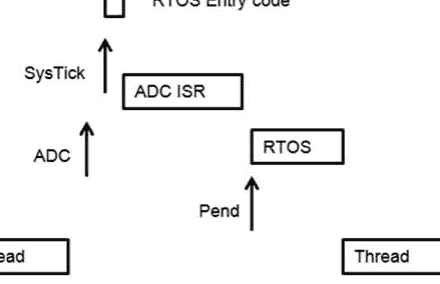 RTOS Entry code
SysTick
ADC ISR
ADC
RTOS
Pend
Thread